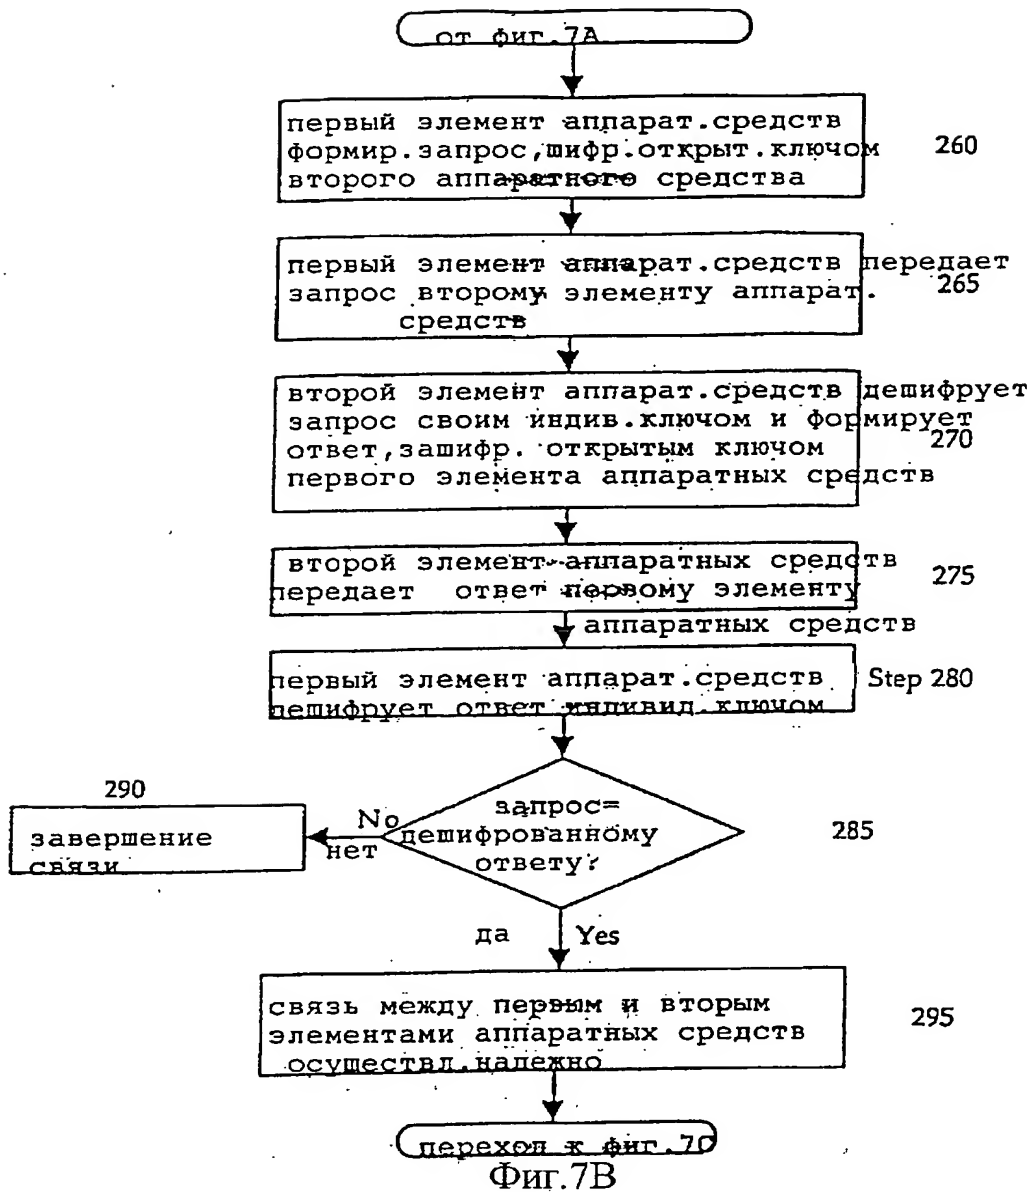 от фиг.7А
первый элемент аппарат.средств
формир.запрос,шифр.открыт.ключом
второго аппаратного средства
260
первый элемент аппарат.средств передает
запрос второму элементу аппарат.
средств
265
второй элемент аппарат.средств дешифрует
запрос своим индив.ключом и формирует
ответ,зашифр. открытым ключом
первого элемента аппаратных средств
270
второй элемент аппаратных средств
передает ответ первому элементу
аппаратных средств
275
первый элемент аппарат.средств
дешифрует ответ индивид.ключом
Step 280
запрос=
дешифрованному
ответу?
285
No
нет
290
завершение
связи
да Yes
связь между первым и вторым
элементами аппаратных средств
осуществл.надежно
295
переход к фиг.7С
Фиг.7В